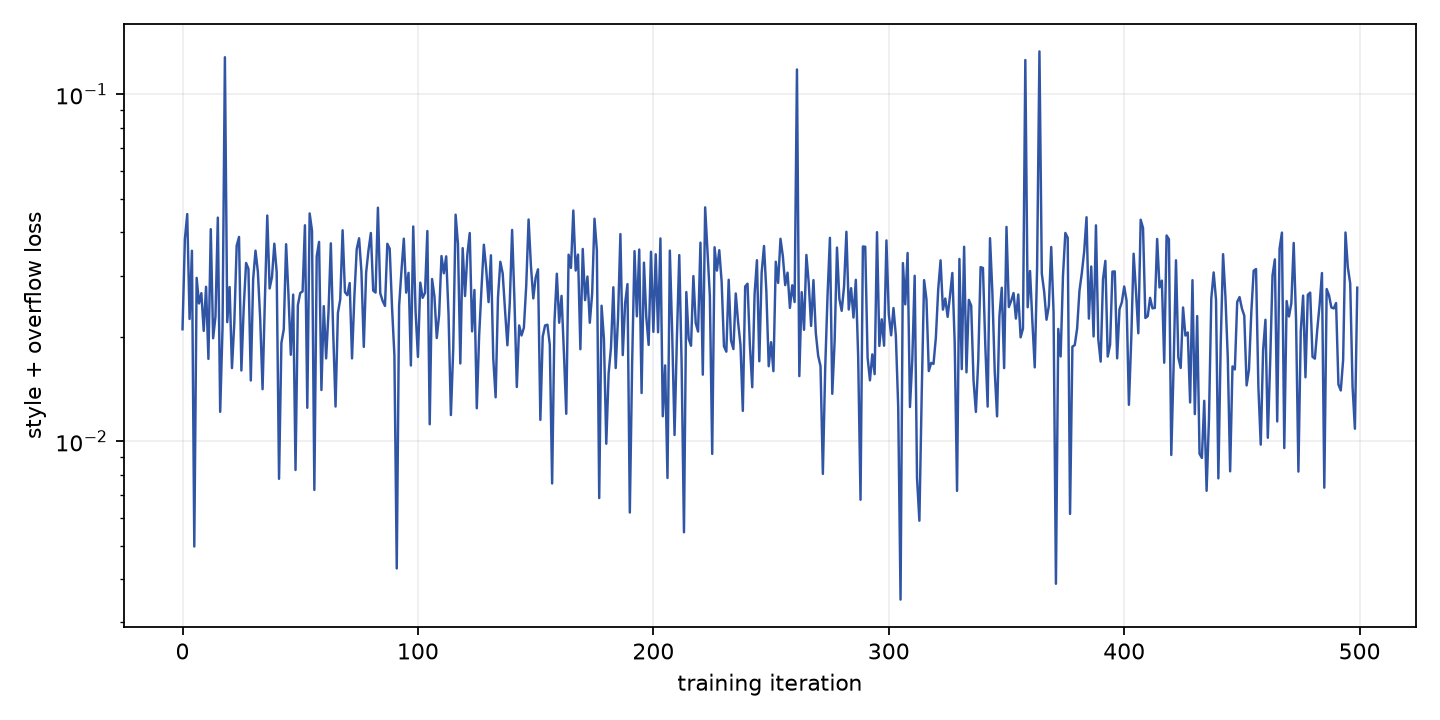 style + overflow loss
10⁻¹
10⁻²
0 100 200 300 400 500
training iteration